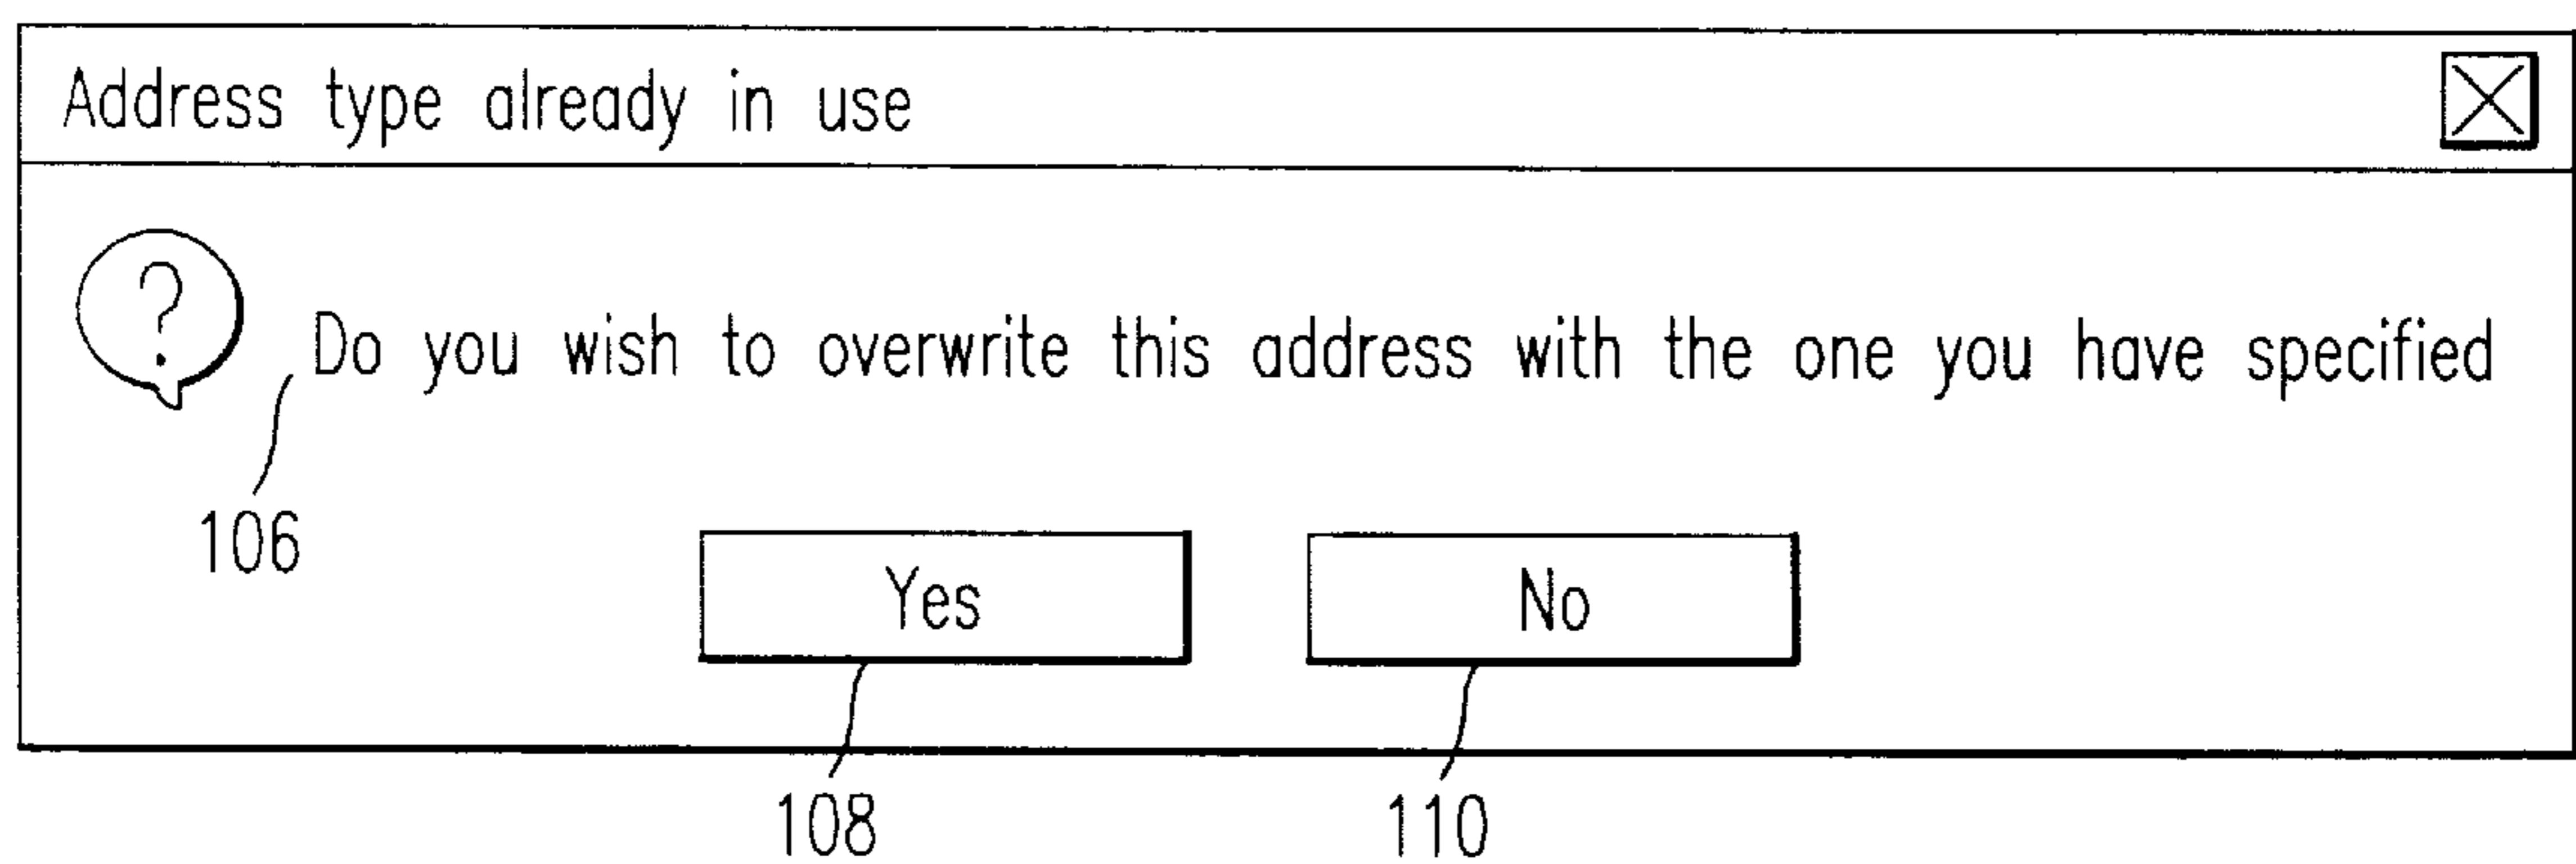 Address type already in use
?
Do you wish to overwrite this address with the one you have specified
106
Yes
No
108
110